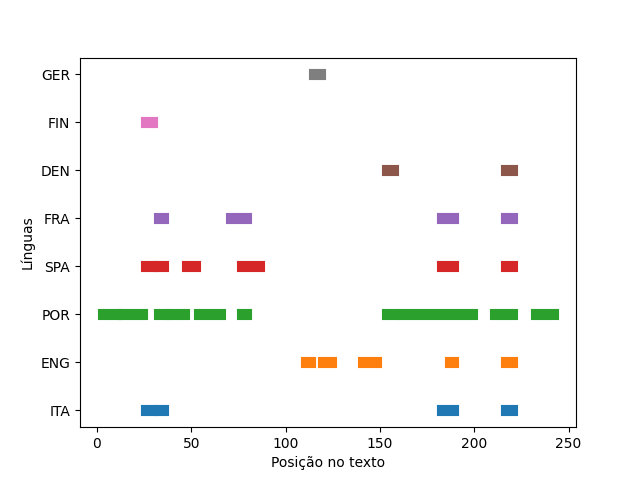 GER
FIN
DEN
FRA
SPA
POR
ENG
ITA
Línguas
0 50 100 150 200 250
Posição no texto